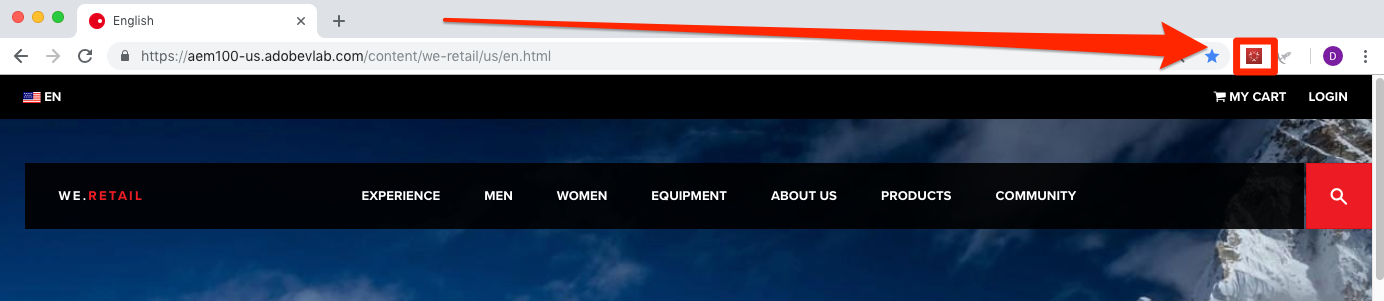 English
https://aem100-us.adobevlab.com/content/we-retail/us/en.html
D
EN
MY CART
LOGIN
WE.RETAIL
EXPERIENCE
MEN
WOMEN
EQUIPMENT
ABOUT US
PRODUCTS
COMMUNITY